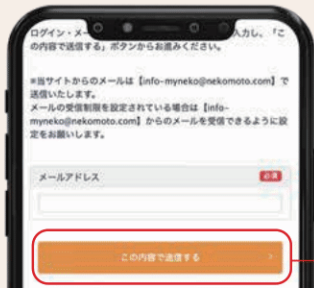 ログイン・メー
入力し、「こ
の内容で送信する」ボタンからお進みください。
※当サイトからのメールは【info-myneko@nekomoto.com】で
送信いたします。
メールの受信制限を設定されている場合は【info-
myneko@nekomoto.com】からのメールを受信できるように設
定をお願いします。
メールアドレス
必須
この内容で送信する